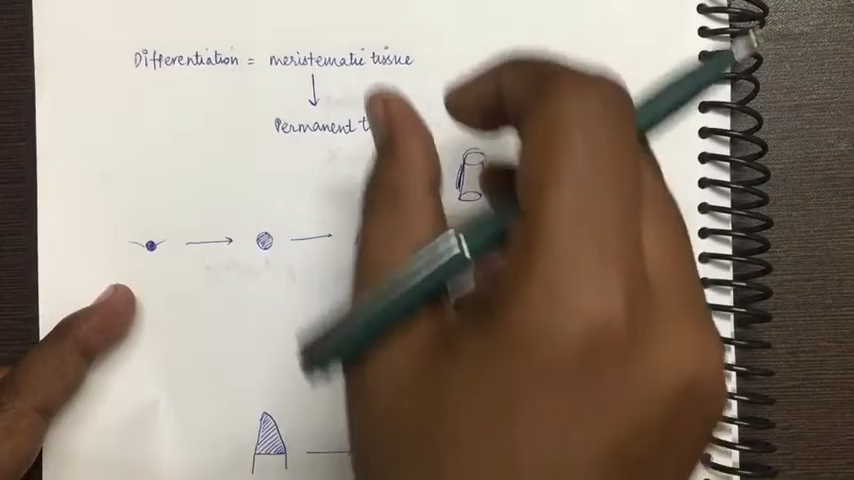 Differentiation = meristematic tissue
Permanent